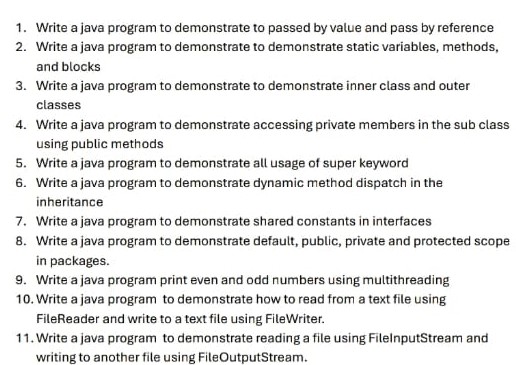 1. Write a java program to demonstrate to passed by value and pass by reference
2. Write a java program to demonstrate to demonstrate static variables, methods,
and blocks
3. Write a java program to demonstrate to demonstrate inner class and outer
classes
4. Write a java program to demonstrate accessing private members in the sub class
using public methods
5. Write a java program to demonstrate all usage of super keyword
6. Write a java program to demonstrate dynamic method dispatch in the
inheritance
7. Write a java program to demonstrate shared constants in interfaces
8. Write a java program to demonstrate default, public, private and protected scope
in packages.
9. Write a java program print even and odd numbers using multithreading
10. Write a java program to demonstrate how to read from a text file using
FileReader and write to a text file using FileWriter.
11. Write a java program to demonstrate reading a file using FileInputStream and
writing to another file using FileOutputStream.